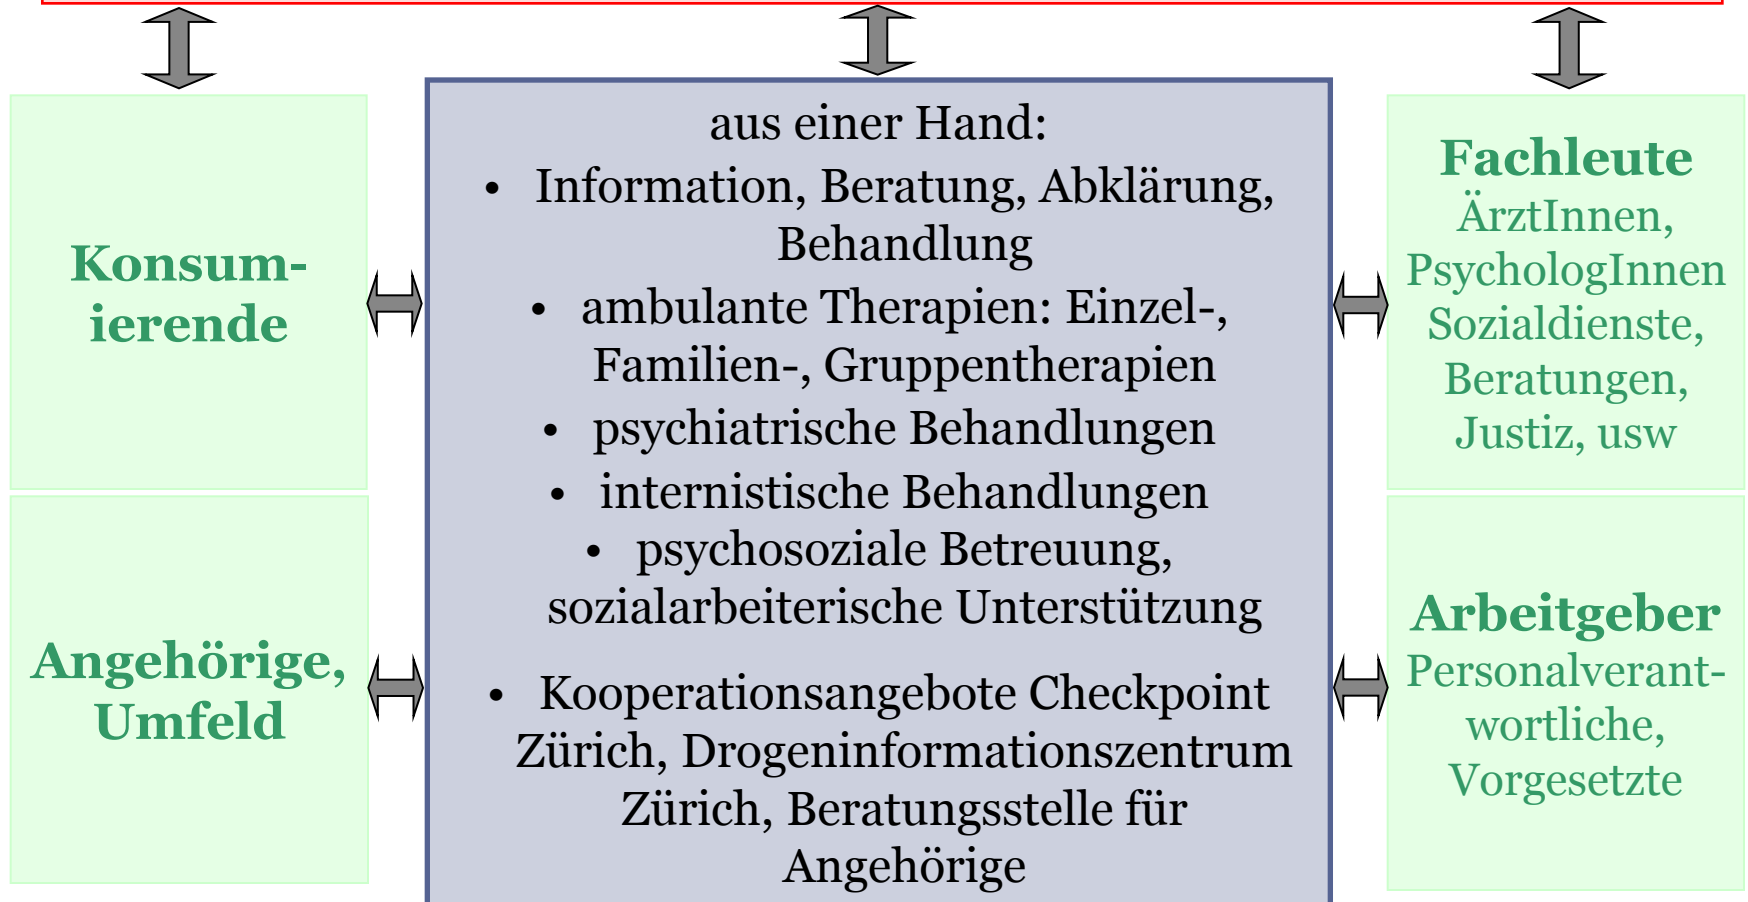 Konsum-
ierende
Angehörige,
Umfeld
aus einer Hand:
• Information, Beratung, Abklärung,
Behandlung
• ambulante Therapien: Einzel-,
Familien-, Gruppentherapien
• psychiatrische Behandlungen
• internistische Behandlungen
• psychosoziale Betreuung,
sozialarbeiterische Unterstützung
• Kooperationsangebote Checkpoint
Zürich, Drogeninformationszentrum
Zürich, Beratungsstelle für
Angehörige
Fachleute
ÄrztInnen,
PsychologInnen
Sozialdienste,
Beratungen,
Justiz, usw
Arbeitgeber
Personalverant-
wortliche,
Vorgesetzte